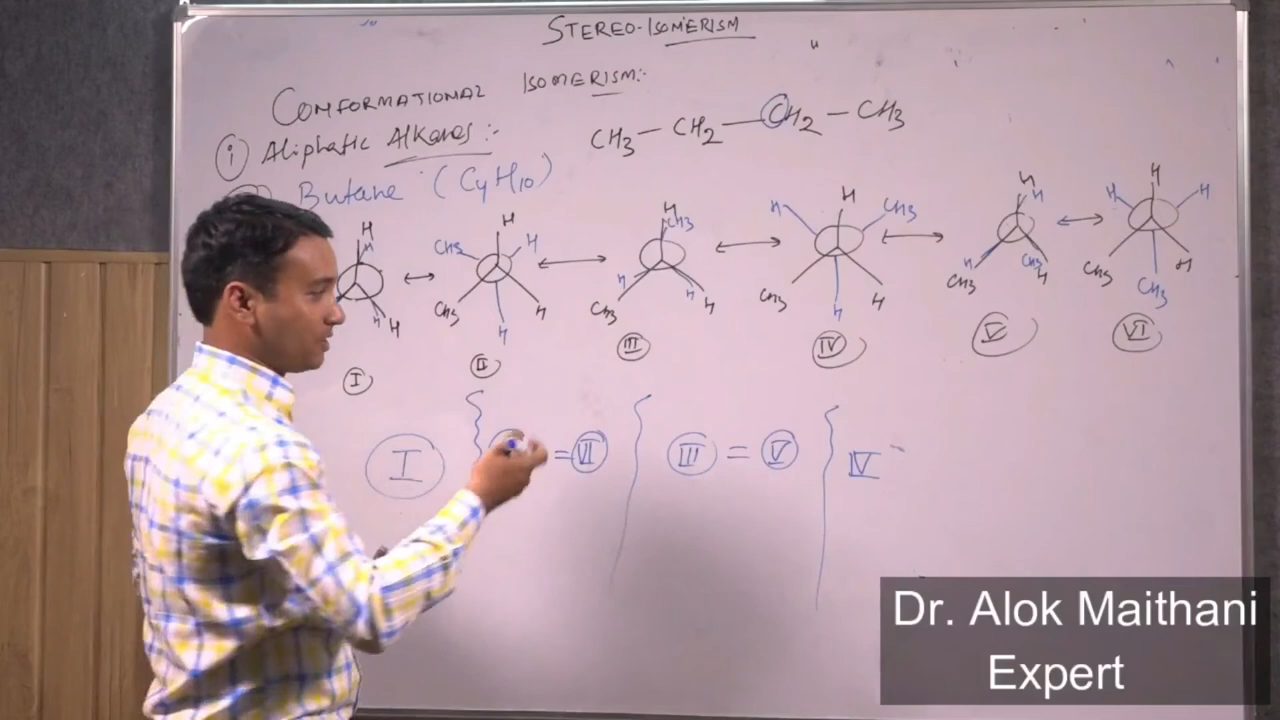 STEREO-ISOMERISM
CONFORMATIONAL ISOMERISM:-
(i) Aliphatic Alkanes :-
CH3 — CH2 — CH2 — CH3
Butane (C4H10)
H H H H
I
H CH3 H H CH3 H
II
H CH3 H H CH3 H
III
H H CH3 CH3 H H
IV
H H H CH3 CH3 H
V
H H H CH3 CH3 H
VI
I
= VI
III = V
IV
Dr. Alok Maithani
Expert